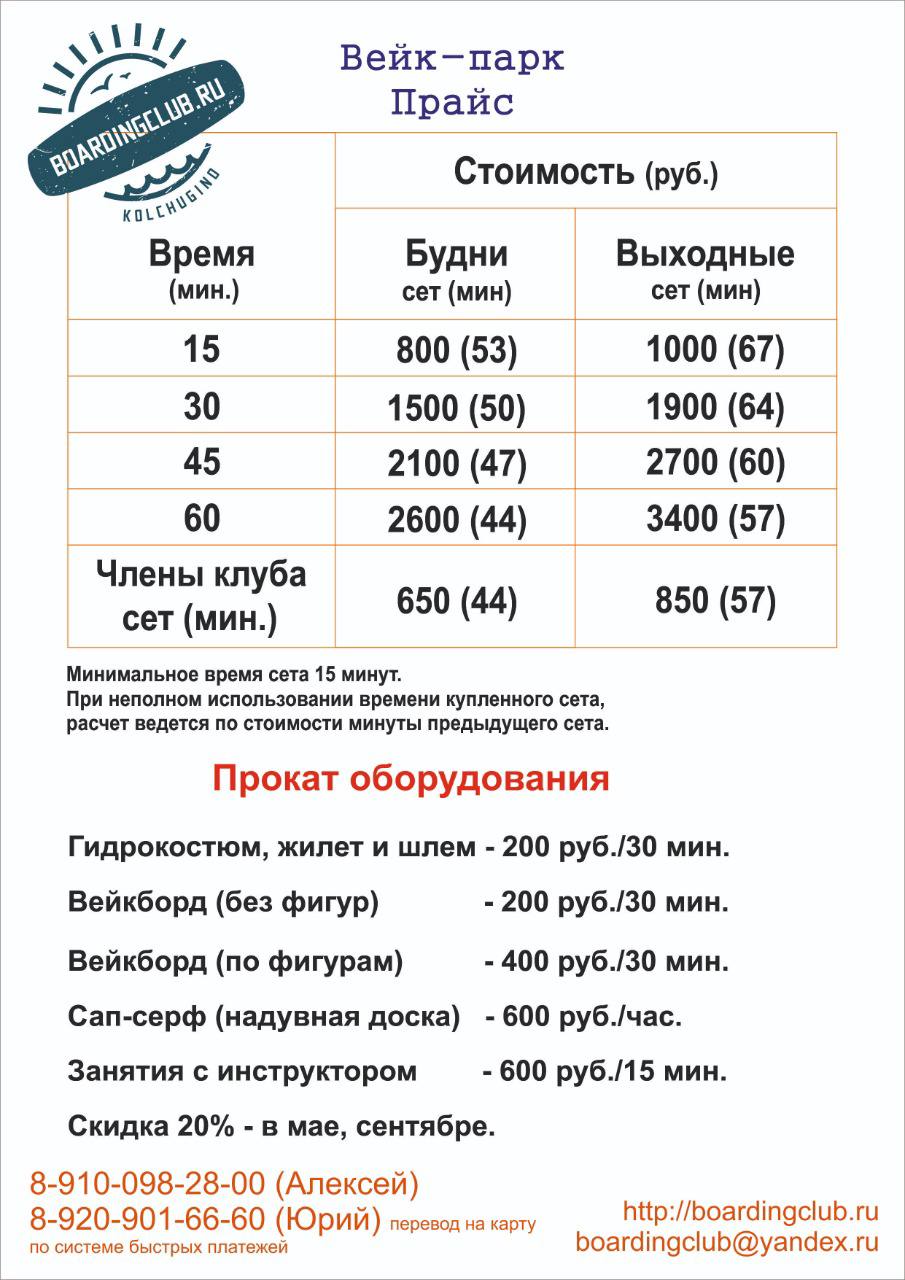 BOARDINGCLUB.RU
KOLCHUGINO
Вейк-парк
Прайс
Стоимость (руб.)
Время
(мин.)
Будни
сет (мин)
Выходные
сет (мин)
15 800 (53) 1000 (67)
30 1500 (50) 1900 (64)
45 2100 (47) 2700 (60)
60 2600 (44) 3400 (57)
Члены клуба
сет (мин.)
650 (44) 850 (57)
Минимальное время сета 15 минут.
При неполном использовании времени купленного сета,
расчет ведется по стоимости минуты предыдущего сета.
Прокат оборудования
Гидрокостюм, жилет и шлем - 200 руб./30 мин.
Вейкборд (без фигур) - 200 руб./30 мин.
Вейкборд (по фигурам) - 400 руб./30 мин.
Сап-серф (надувная доска) - 600 руб./час.
Занятия с инструктором - 600 руб./15 мин.
Скидка 20% - в мае, сентябре.
8-910-098-28-00 (Алексей)
8-920-901-66-60 (Юрий) перевод на карту
по системе быстрых платежей
http://boardingclub.ru
boardingclub@yandex.ru